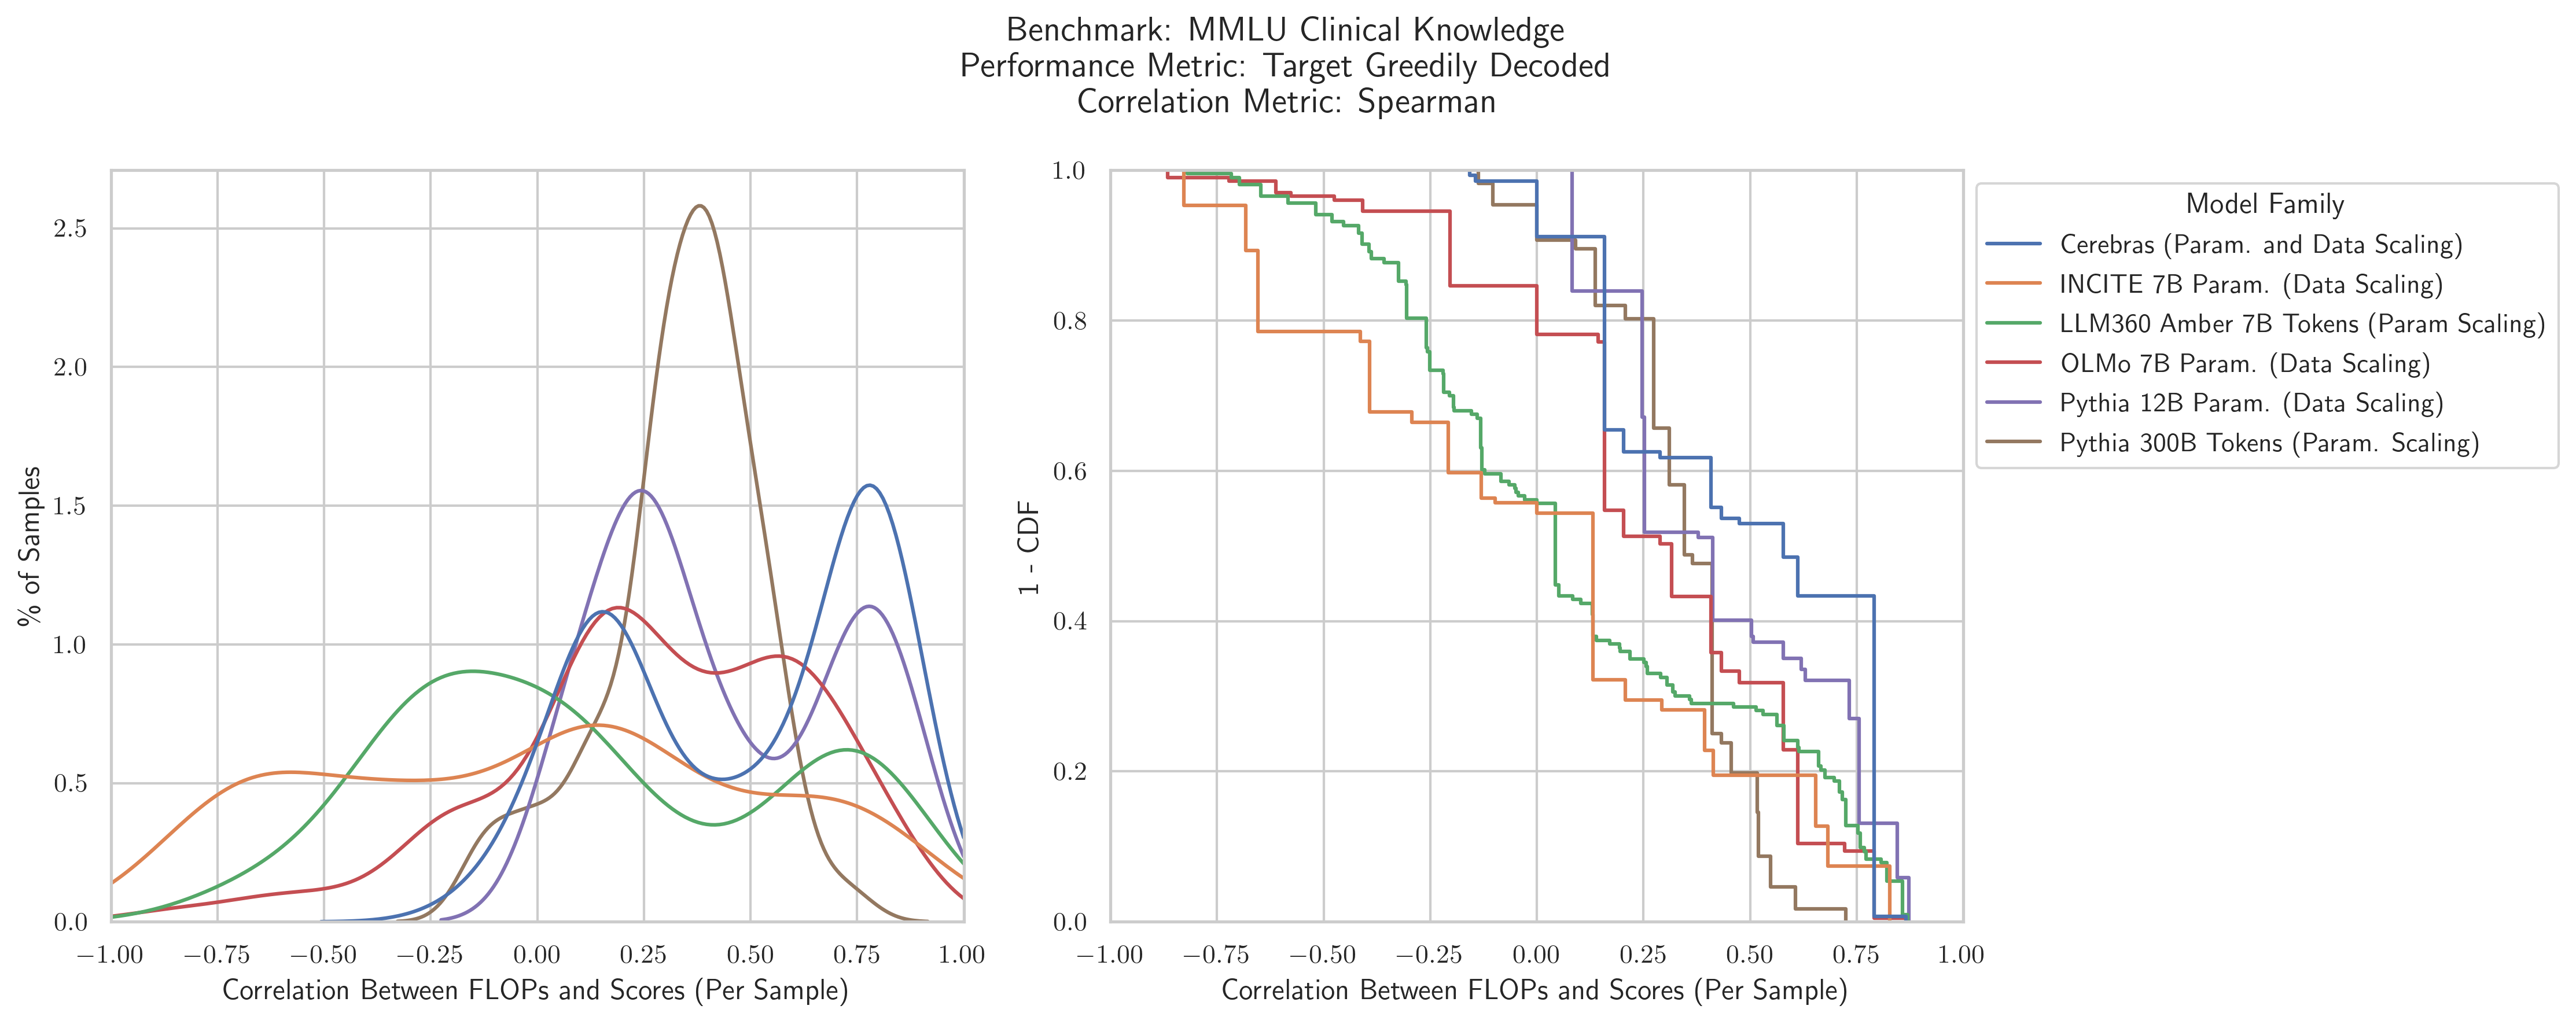 Benchmark: MMLU Clinical Knowledge
Performance Metric: Target Greedily Decoded
Correlation Metric: Spearman
% of Samples
2.5
2.0
1.5
1.0
0.5
0.0
−1.00 −0.75 −0.50 −0.25 0.00 0.25 0.50 0.75 1.00
Correlation Between FLOPs and Scores (Per Sample)
1 - CDF
1.0
0.8
0.6
0.4
0.2
0.0
−1.00 −0.75 −0.50 −0.25 0.00 0.25 0.50 0.75 1.00
Correlation Between FLOPs and Scores (Per Sample)
Model Family
Cerebras (Param. and Data Scaling)
INCITE 7B Param. (Data Scaling)
LLM360 Amber 7B Tokens (Param Scaling)
OLMo 7B Param. (Data Scaling)
Pythia 12B Param. (Data Scaling)
Pythia 300B Tokens (Param. Scaling)